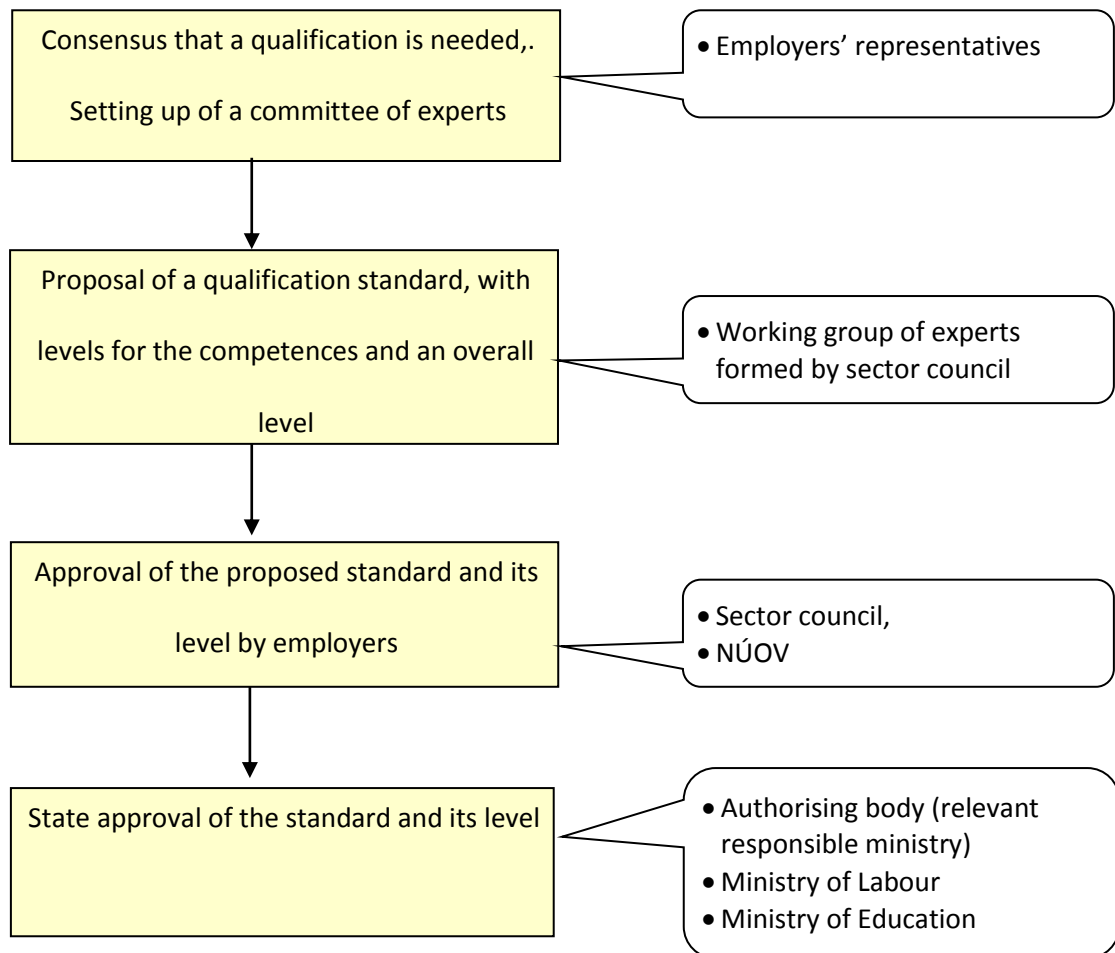 Consensus that a qualification is needed,.
Setting up of a committee of experts
• Employers’ representatives
Proposal of a qualification standard, with
levels for the competences and an overall
level
• Working group of experts
formed by sector council
Approval of the proposed standard and its
level by employers
• Sector council,
• NÚOV
State approval of the standard and its level
• Authorising body (relevant
responsible ministry)
• Ministry of Labour
• Ministry of Education